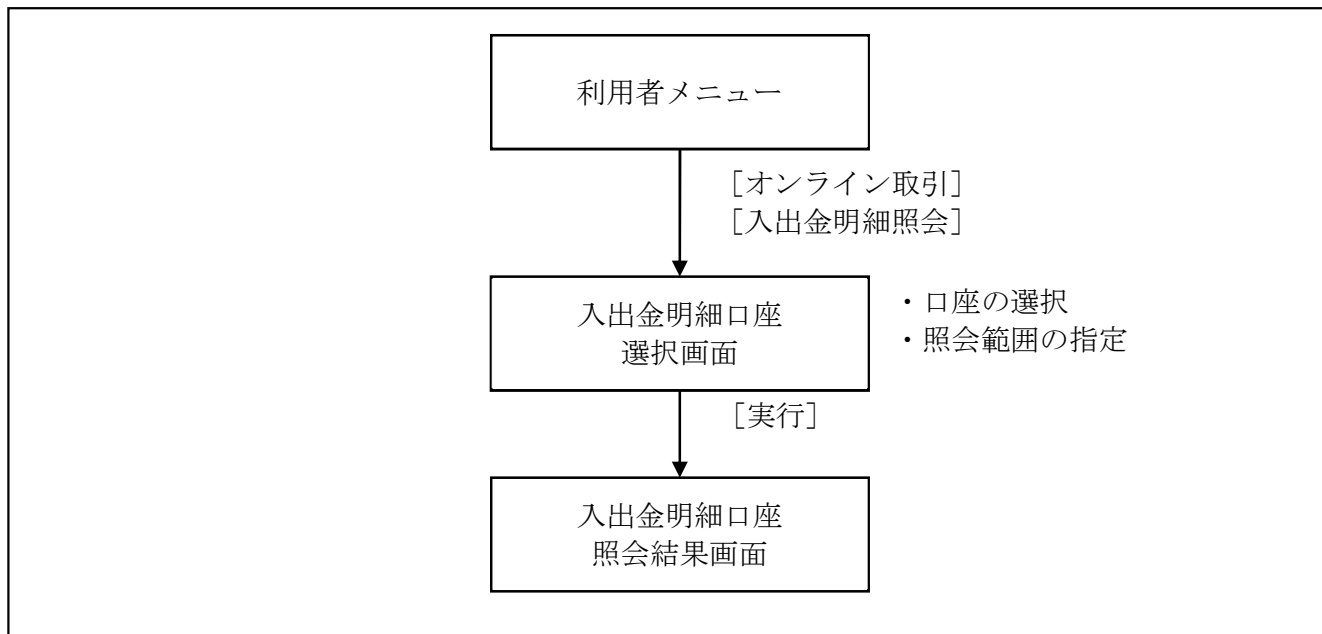 利用者メニュー
［オンライン取引］
［入出金明細照会］
入出金明細口座
選択画面
・口座の選択
・照会範囲の指定
［実行］
入出金明細口座
照会結果画面